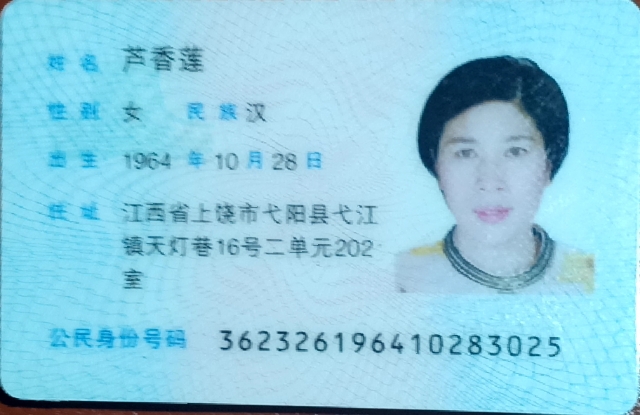 姓名 芦香莲
性别 女 民族 汉
出生 1964 年 10 月 28 日
住址 江西省上饶市弋阳县弋江
镇天灯巷16号二单元202
室
公民身份号码 362326196410283025